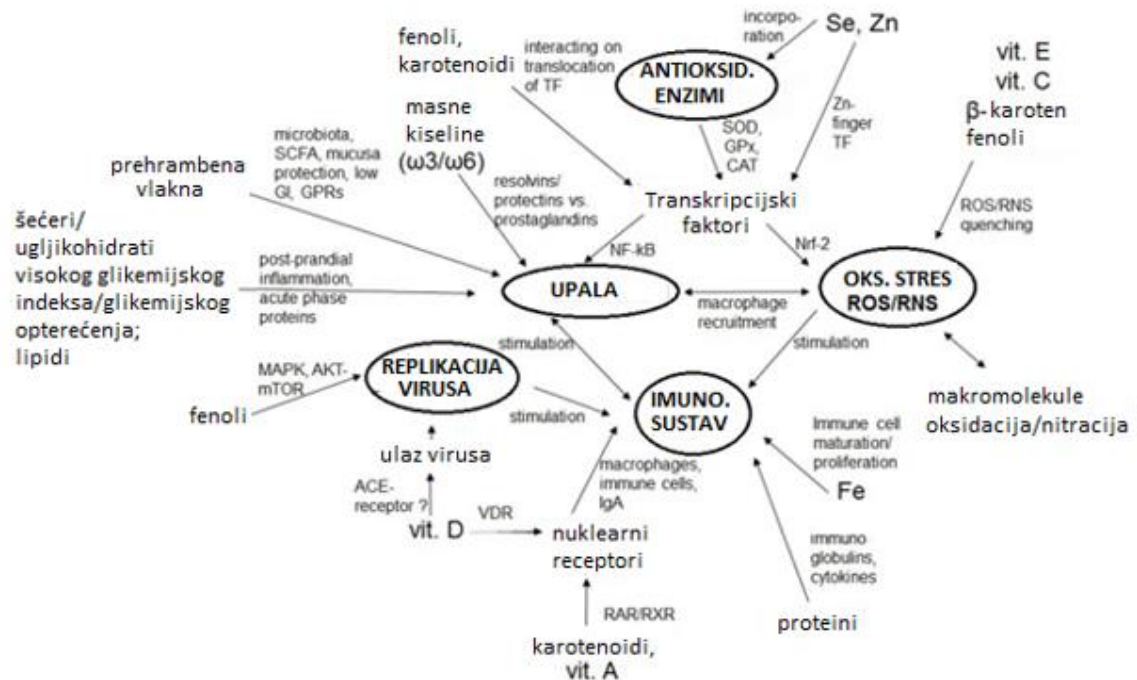 incorpo-
ration
Se, Zn
fenoli,
karotenoidi
interacting on
translocation
of TF
ANTIOKSID.
ENZIMI
vit. E
vit. C
β-karoten
fenoli
masne
kiseline
(ω3/ω6)
SOD,
GPx,
CAT
Zn-
finger
TF
microbiota,
SCFA, mucusa
protection, low
GI, GPRs
prehrambena
vlakna
resolvins/
protectins vs.
prostaglandins
Transkripcijski
faktori
ROS/RNS
quenching
šećeri/
ugljikohidrati
visokog glikemijskog
indeksa/glikemijskog
opterećenja;
lipidi
post-prandial
inflammation,
acute phase
proteins
NF-kB
Nrf-2
UPALA
macrophage
recruitment
OKS. STRES
ROS/RNS
stimulation
stimulation
MAPK, AKT-
mTOR
fenoli
REPLIKACIJA
VIRUSA
stimulation
IMUNO.
SUSTAV
makromolekule
oksidacija/nitracija
Immune cell
maturation/
proliferation
Fe
ulaz virusa
macrophages,
immune cells,
IgA
ACE-
receptor ?
vit. D
VDR
nuklearni
receptori
immuno
globulins,
cytokines
proteini
RAR/RXR
karotenoidi,
vit. A